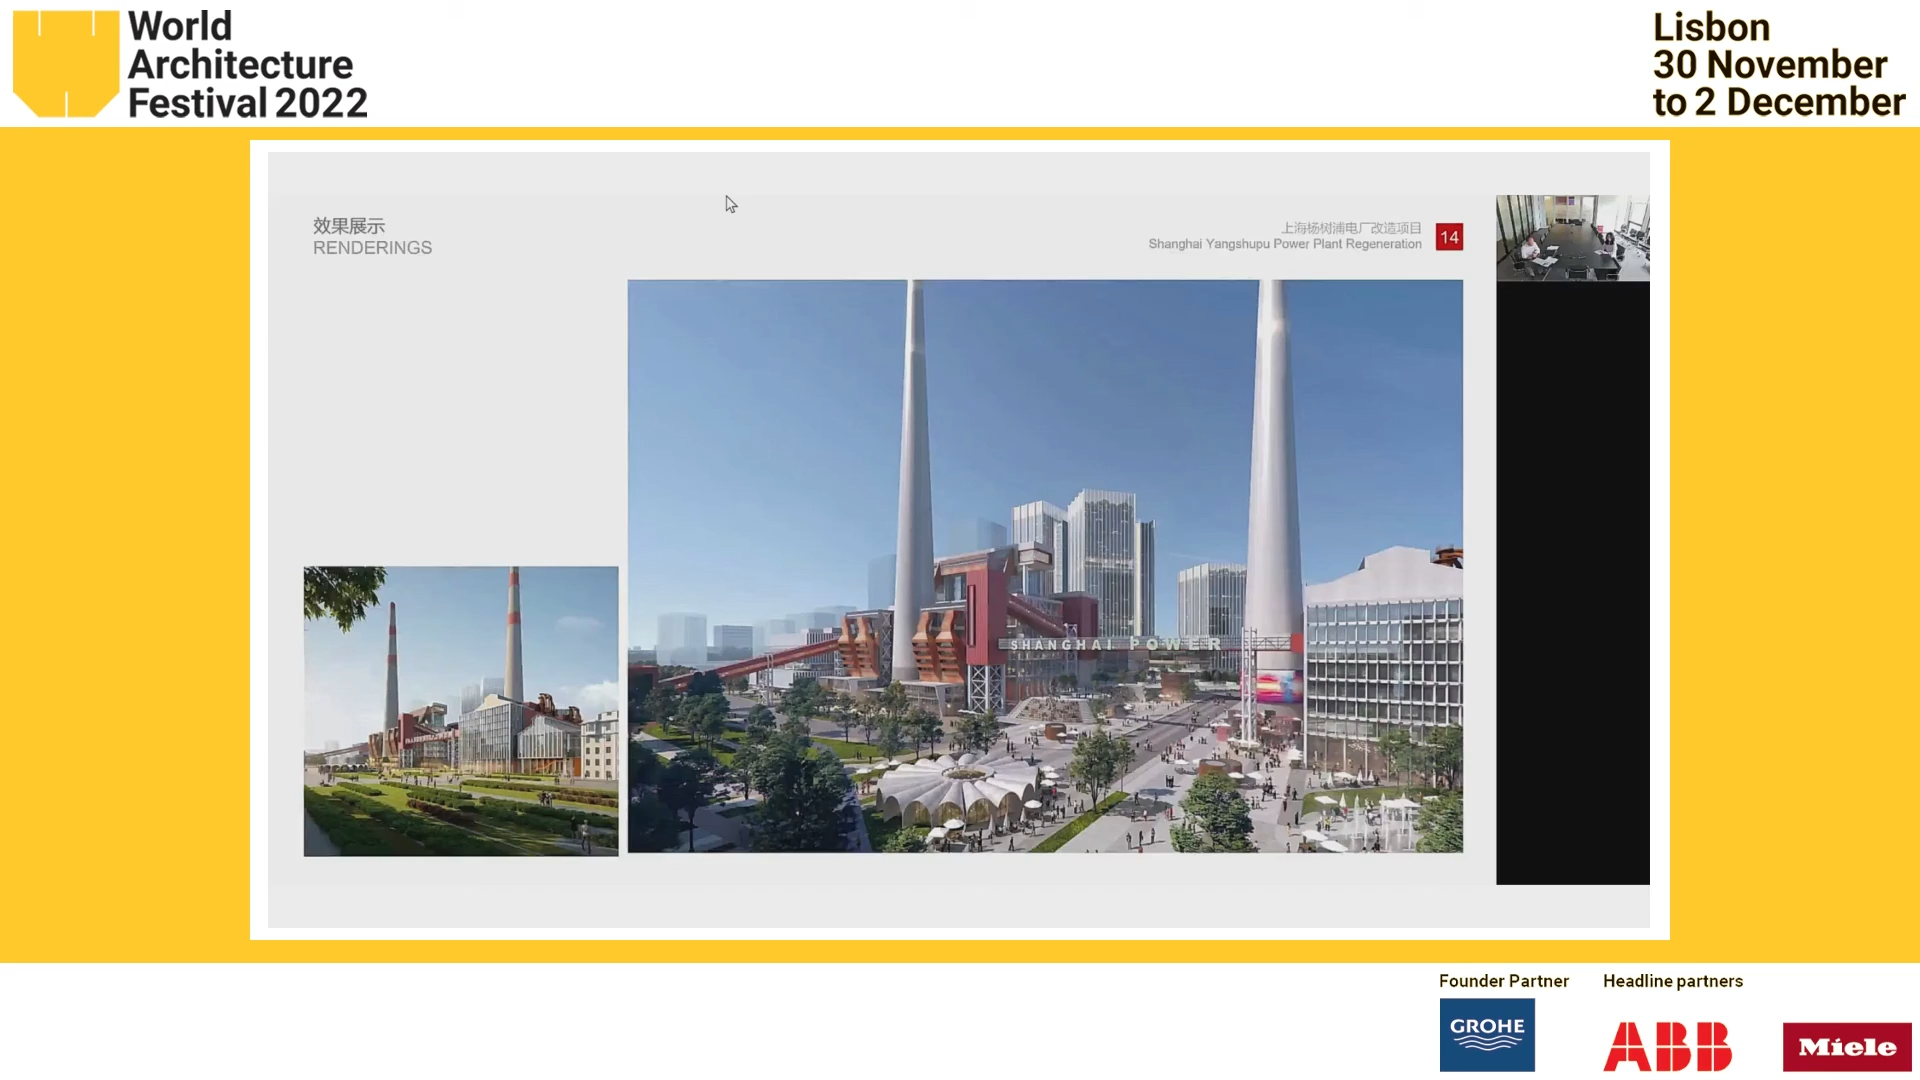 World
Architecture
Festival 2022
Lisbon
30 November
to 2 December
效果展示
RENDERINGS
上海杨树浦电厂改造项目
Shanghai Yangshupu Power Plant Regeneration
14
SHANGHAI POWER
Founder Partner
Headline partners
GROHE
ABB
Miele